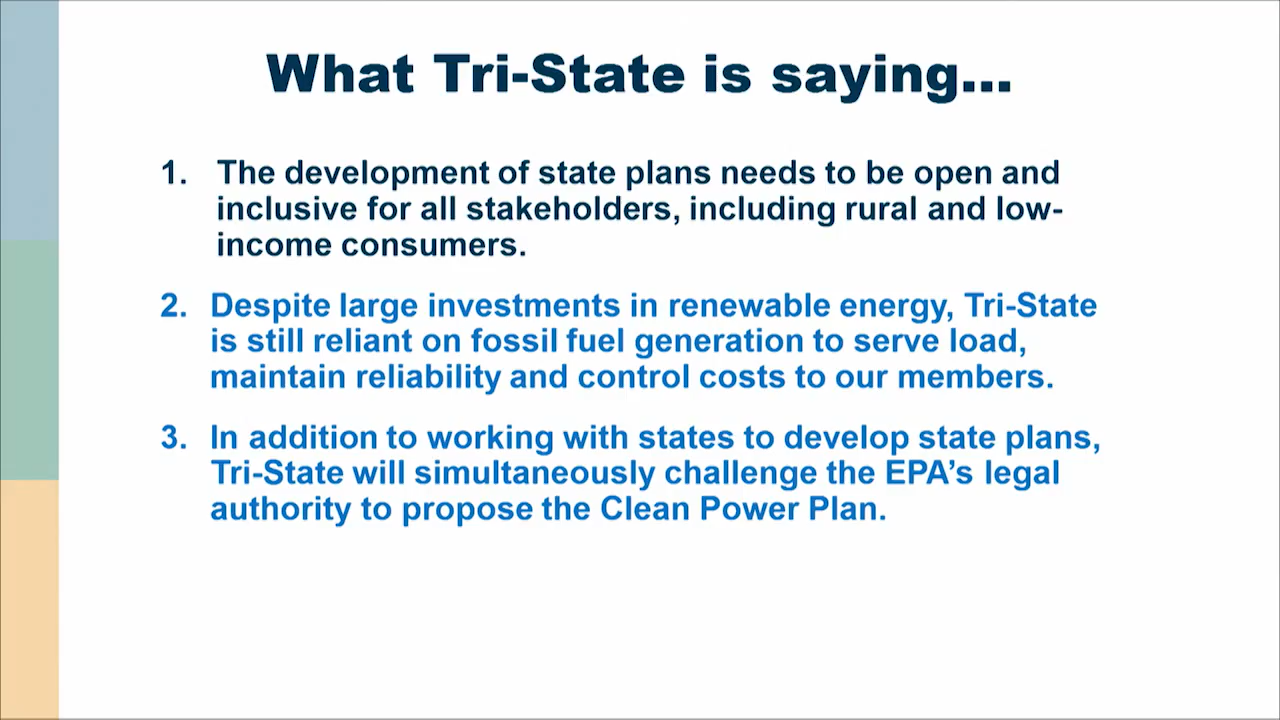 What Tri-State is saying...
1. The development of state plans needs to be open and
inclusive for all stakeholders, including rural and low-
income consumers.
2. Despite large investments in renewable energy, Tri-State
is still reliant on fossil fuel generation to serve load,
maintain reliability and control costs to our members.
3. In addition to working with states to develop state plans,
Tri-State will simultaneously challenge the EPA’s legal
authority to propose the Clean Power Plan.